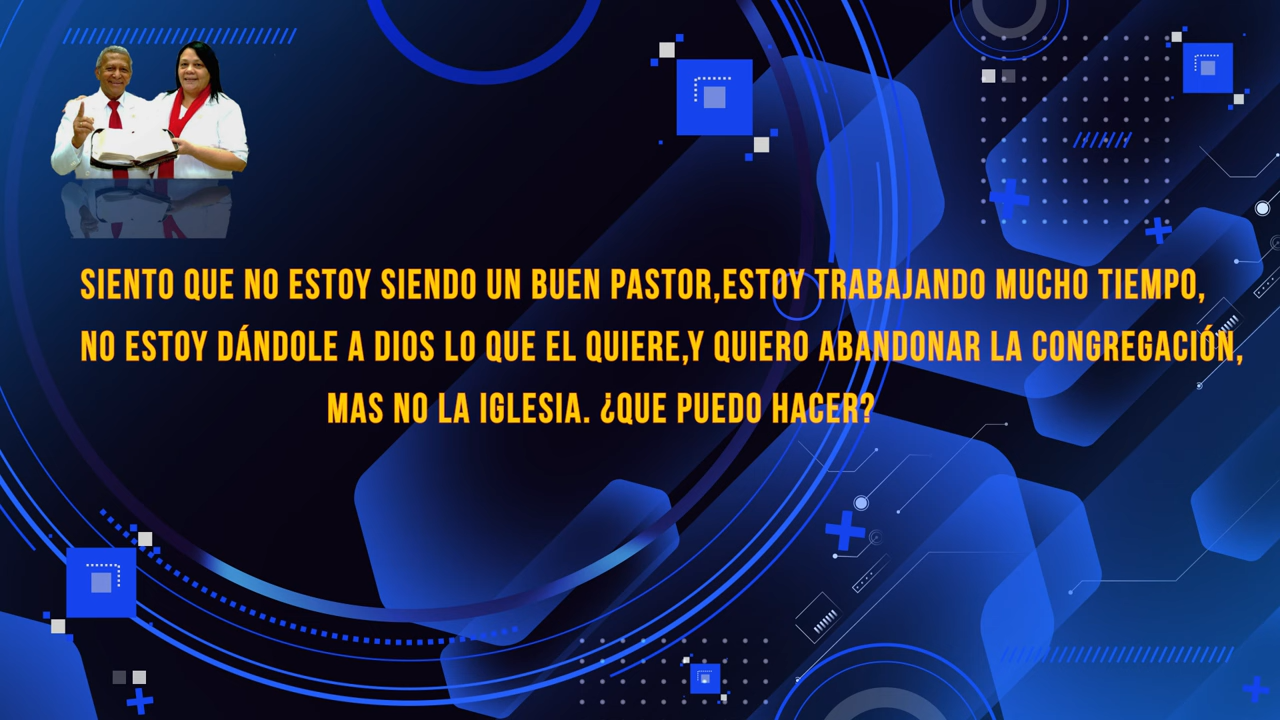 SIENTO QUE NO ESTOY SIENDO UN BUEN PASTOR,ESTOY TRABAJANDO MUCHO TIEMPO,
NO ESTOY DÁNDOLE A DIOS LO QUE EL QUIERE,Y QUIERO ABANDONAR LA CONGREGACIÓN,
MAS NO LA IGLESIA. ¿QUE PUEDO HACER?